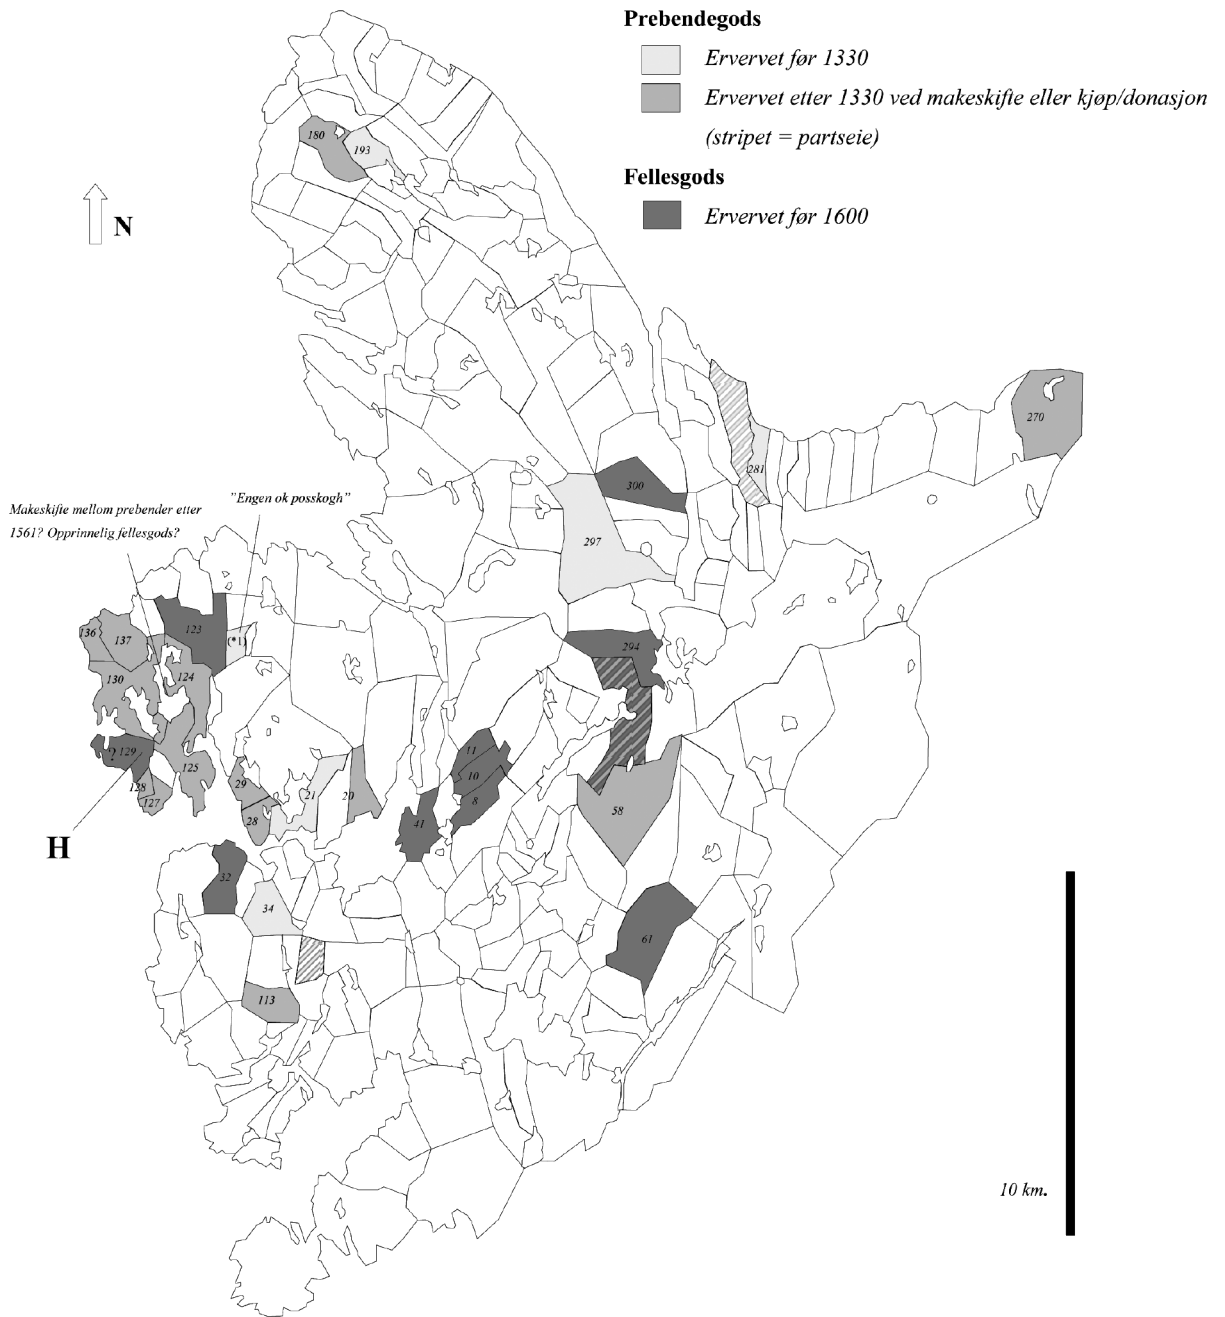 Prebendegods
Ervervet før 1330
Ervervet etter 1330 ved makeskifte eller kjøp/donasjon
(stripet = partseie)
Fellesgods
Ervervet før 1600
N
180
193
270
281
300
"Engen ok posskogh"
Makeskifte mellom prebender etter
1561? Opprinnelig fellesgods?
297
123
136
137
(*1)
294
124
130
? 129
11
125
10
128
29
21
20
8
127
28
41
58
H
32
34
61
113
10 km.